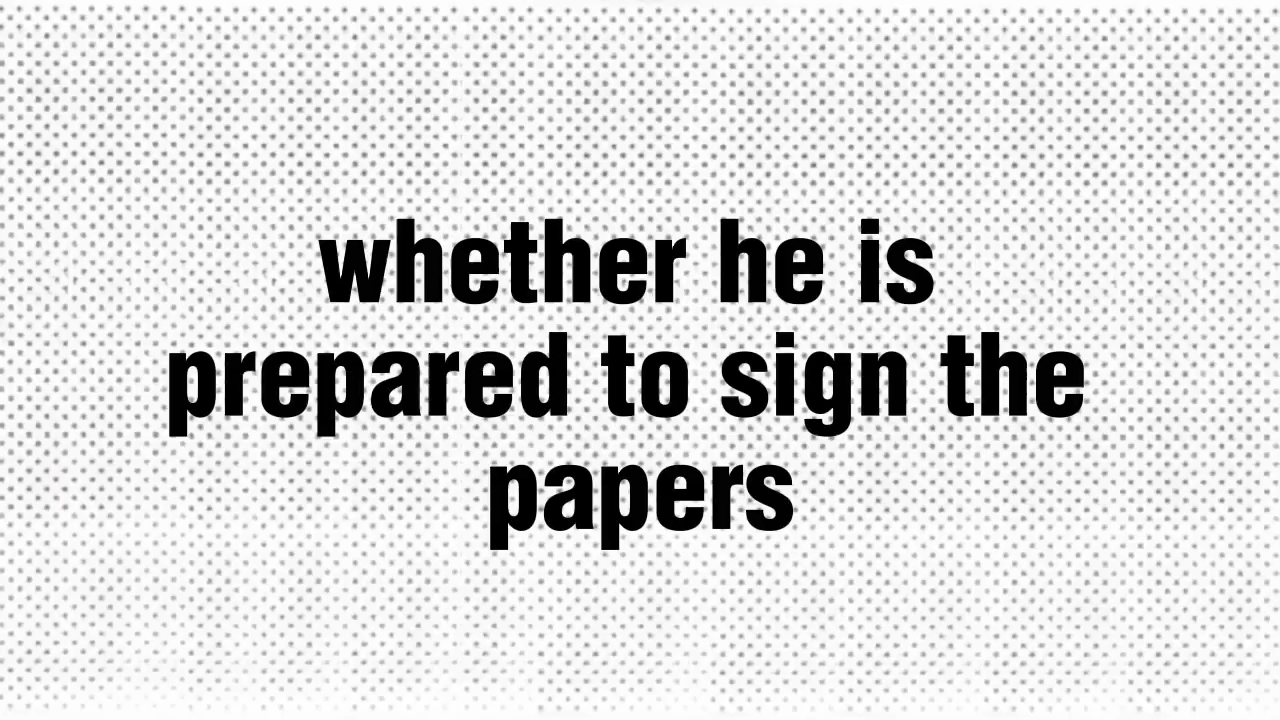 whether he is
prepared to sign the
papers